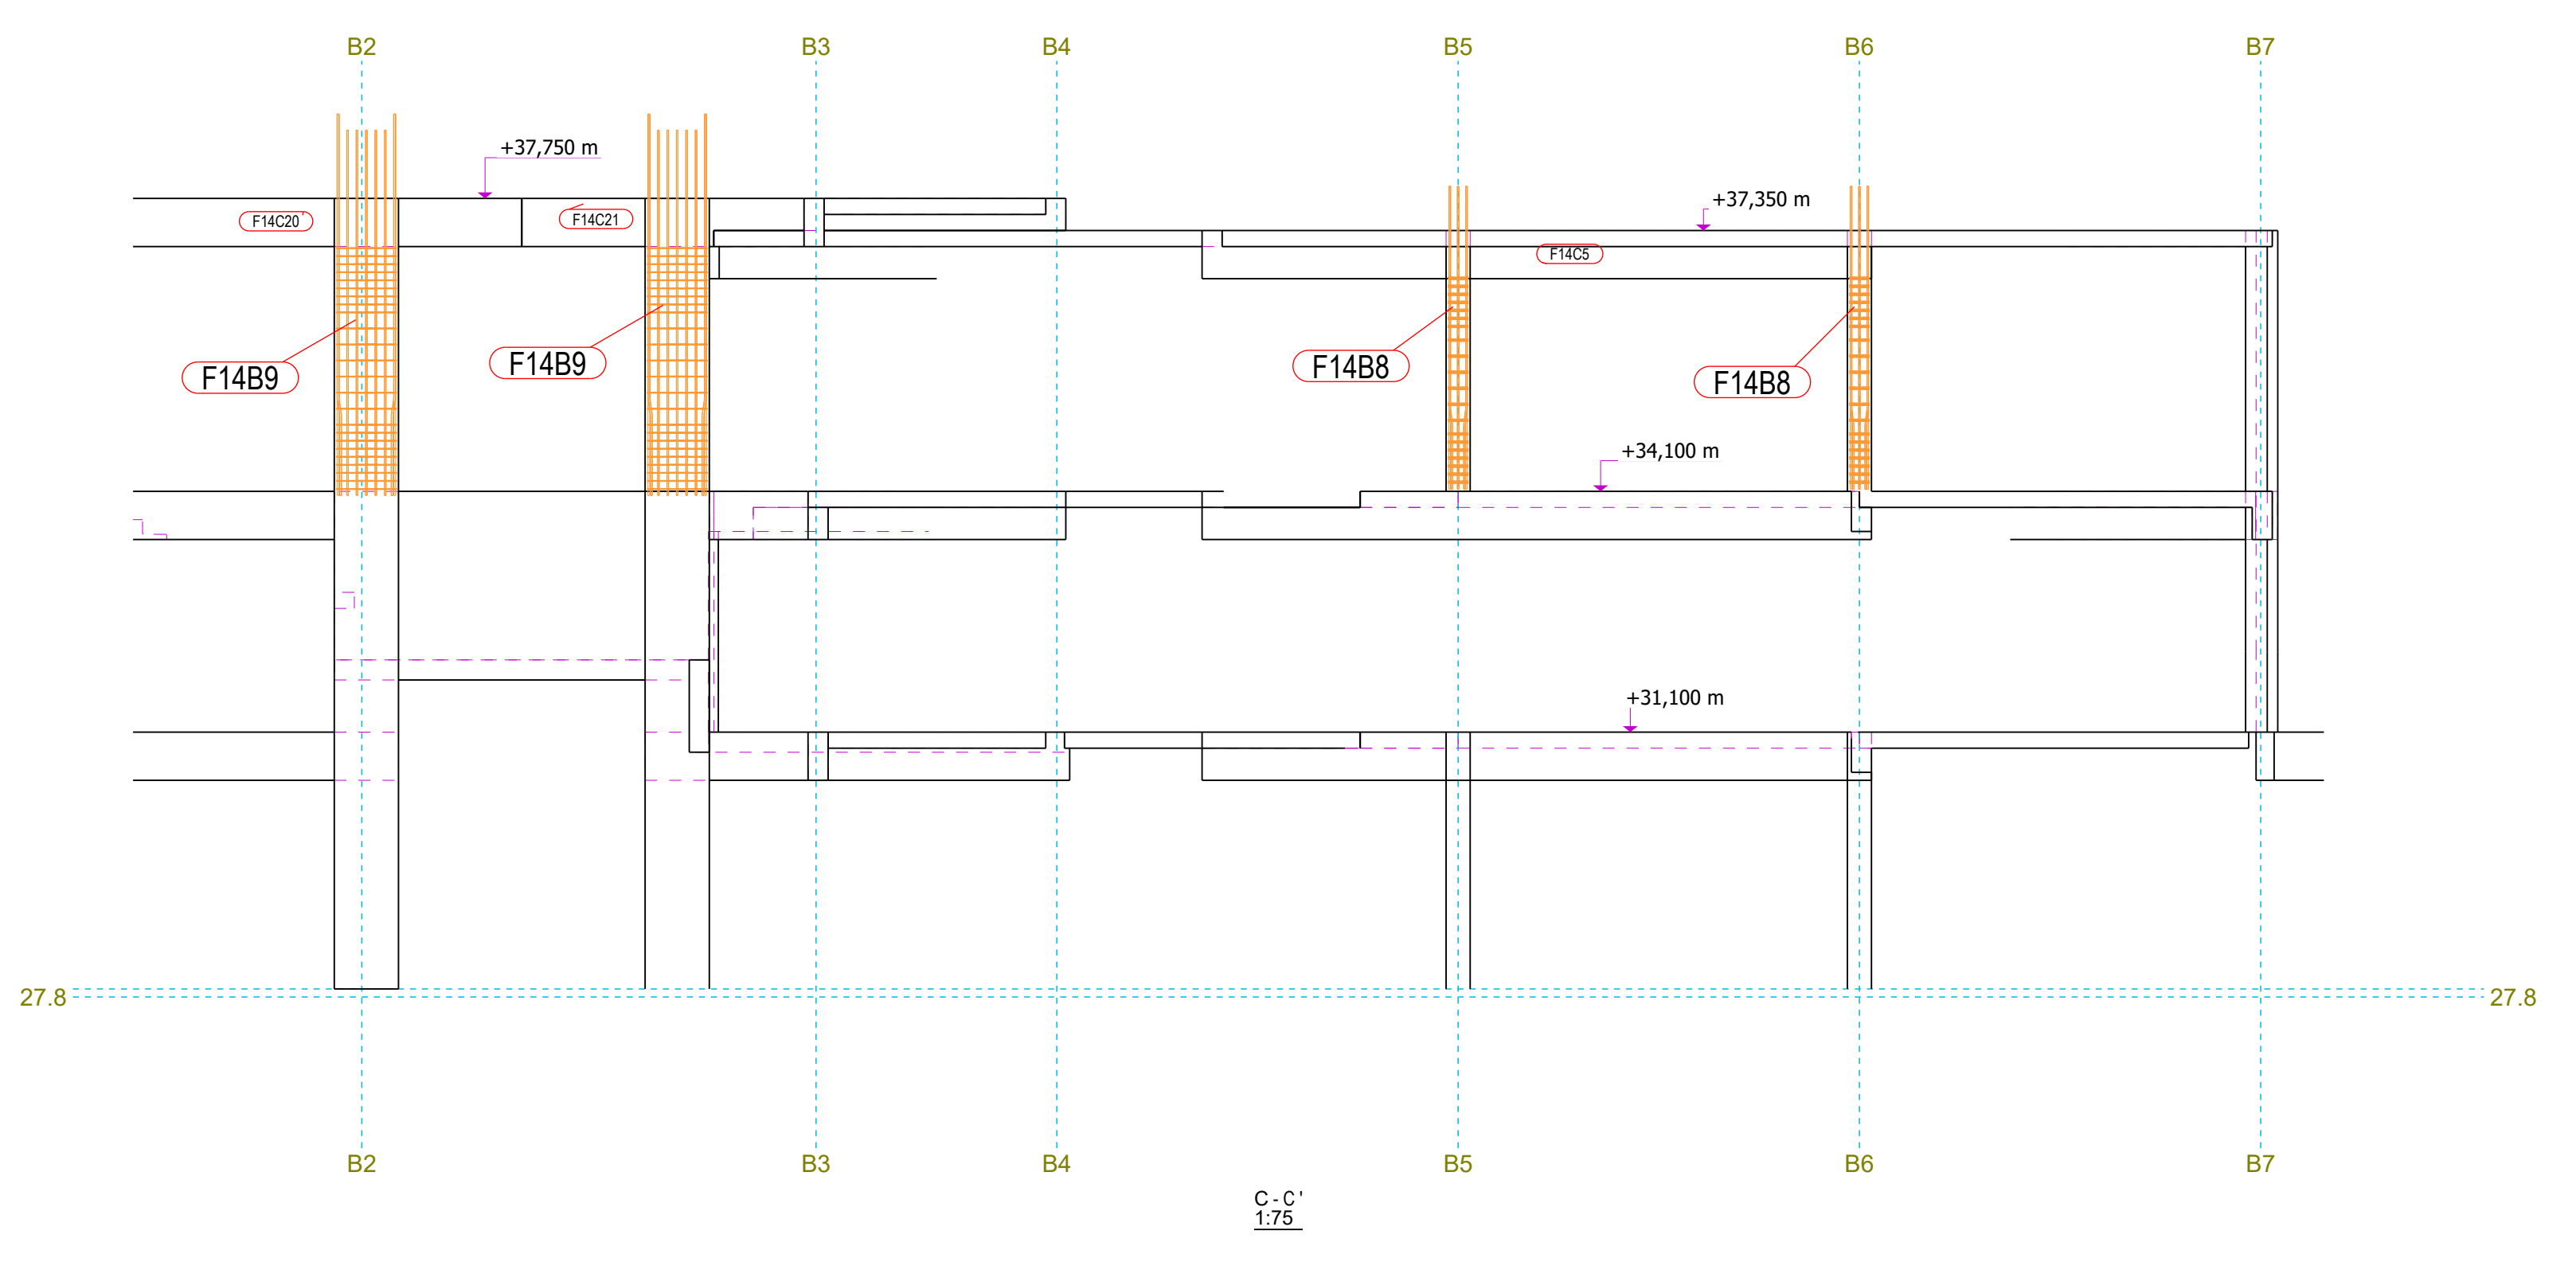 B2 B3 B4 B5 B6 B7
+37,750 m
+37,350 m
F14C20 F14C21
F14C5
F14B9 F14B9 F14B8 F14B8
+34,100 m
+31,100 m
27.8 27.8
B2 B3 B4 B5 B6 B7
C - C '
1:75